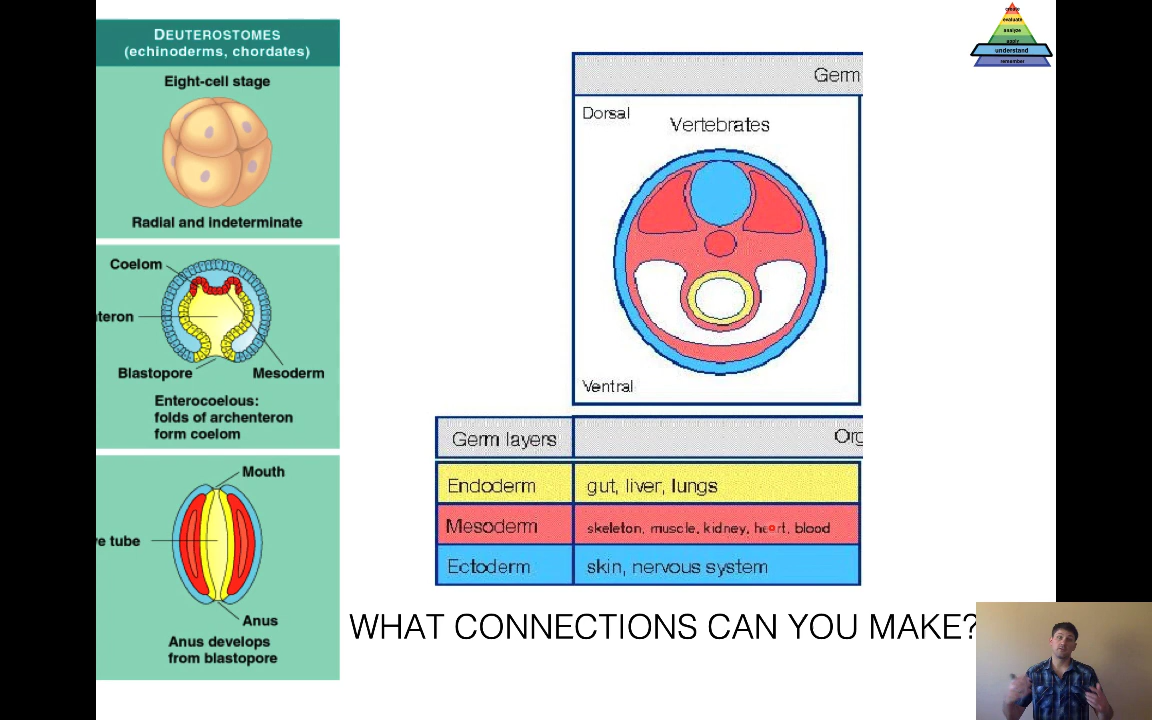 DEUTEROSTOMES
(echinoderms, chordates)
Eight-cell stage
Radial and indeterminate
Coelom
teron
Blastopore
Mesoderm
Enterocoelous:
folds of archenteron
form coelom
Mouth
e tube
Anus
Anus develops
from blastopore
Germ
Dorsal
Vertebrates
Ventral
Germ layers
Org
Endoderm
gut, liver, lungs
Mesoderm
skeleton, muscle, kidney, heart, blood
Ectoderm
skin, nervous system
WHAT CONNECTIONS CAN YOU MAKE?
create
evaluate
analyze
apply
understand
remember